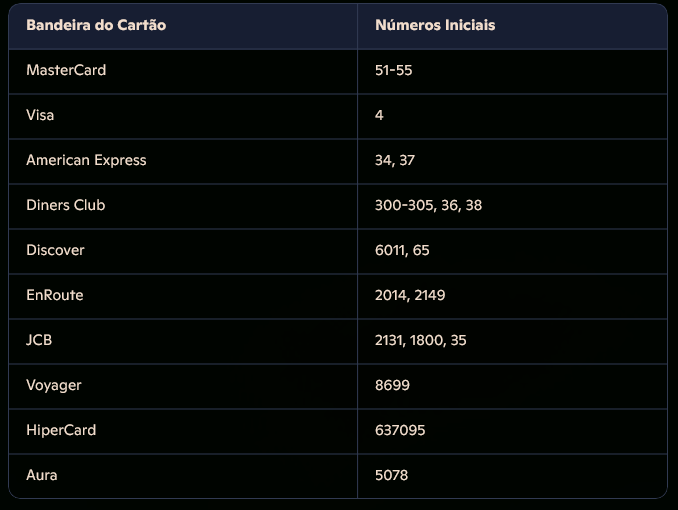 Bandeira do Cartão Números Iniciais
MasterCard 51-55
Visa 4
American Express 34, 37
Diners Club 300-305, 36, 38
Discover 6011, 65
EnRoute 2014, 2149
JCB 2131, 1800, 35
Voyager 8699
HiperCard 637095
Aura 5078